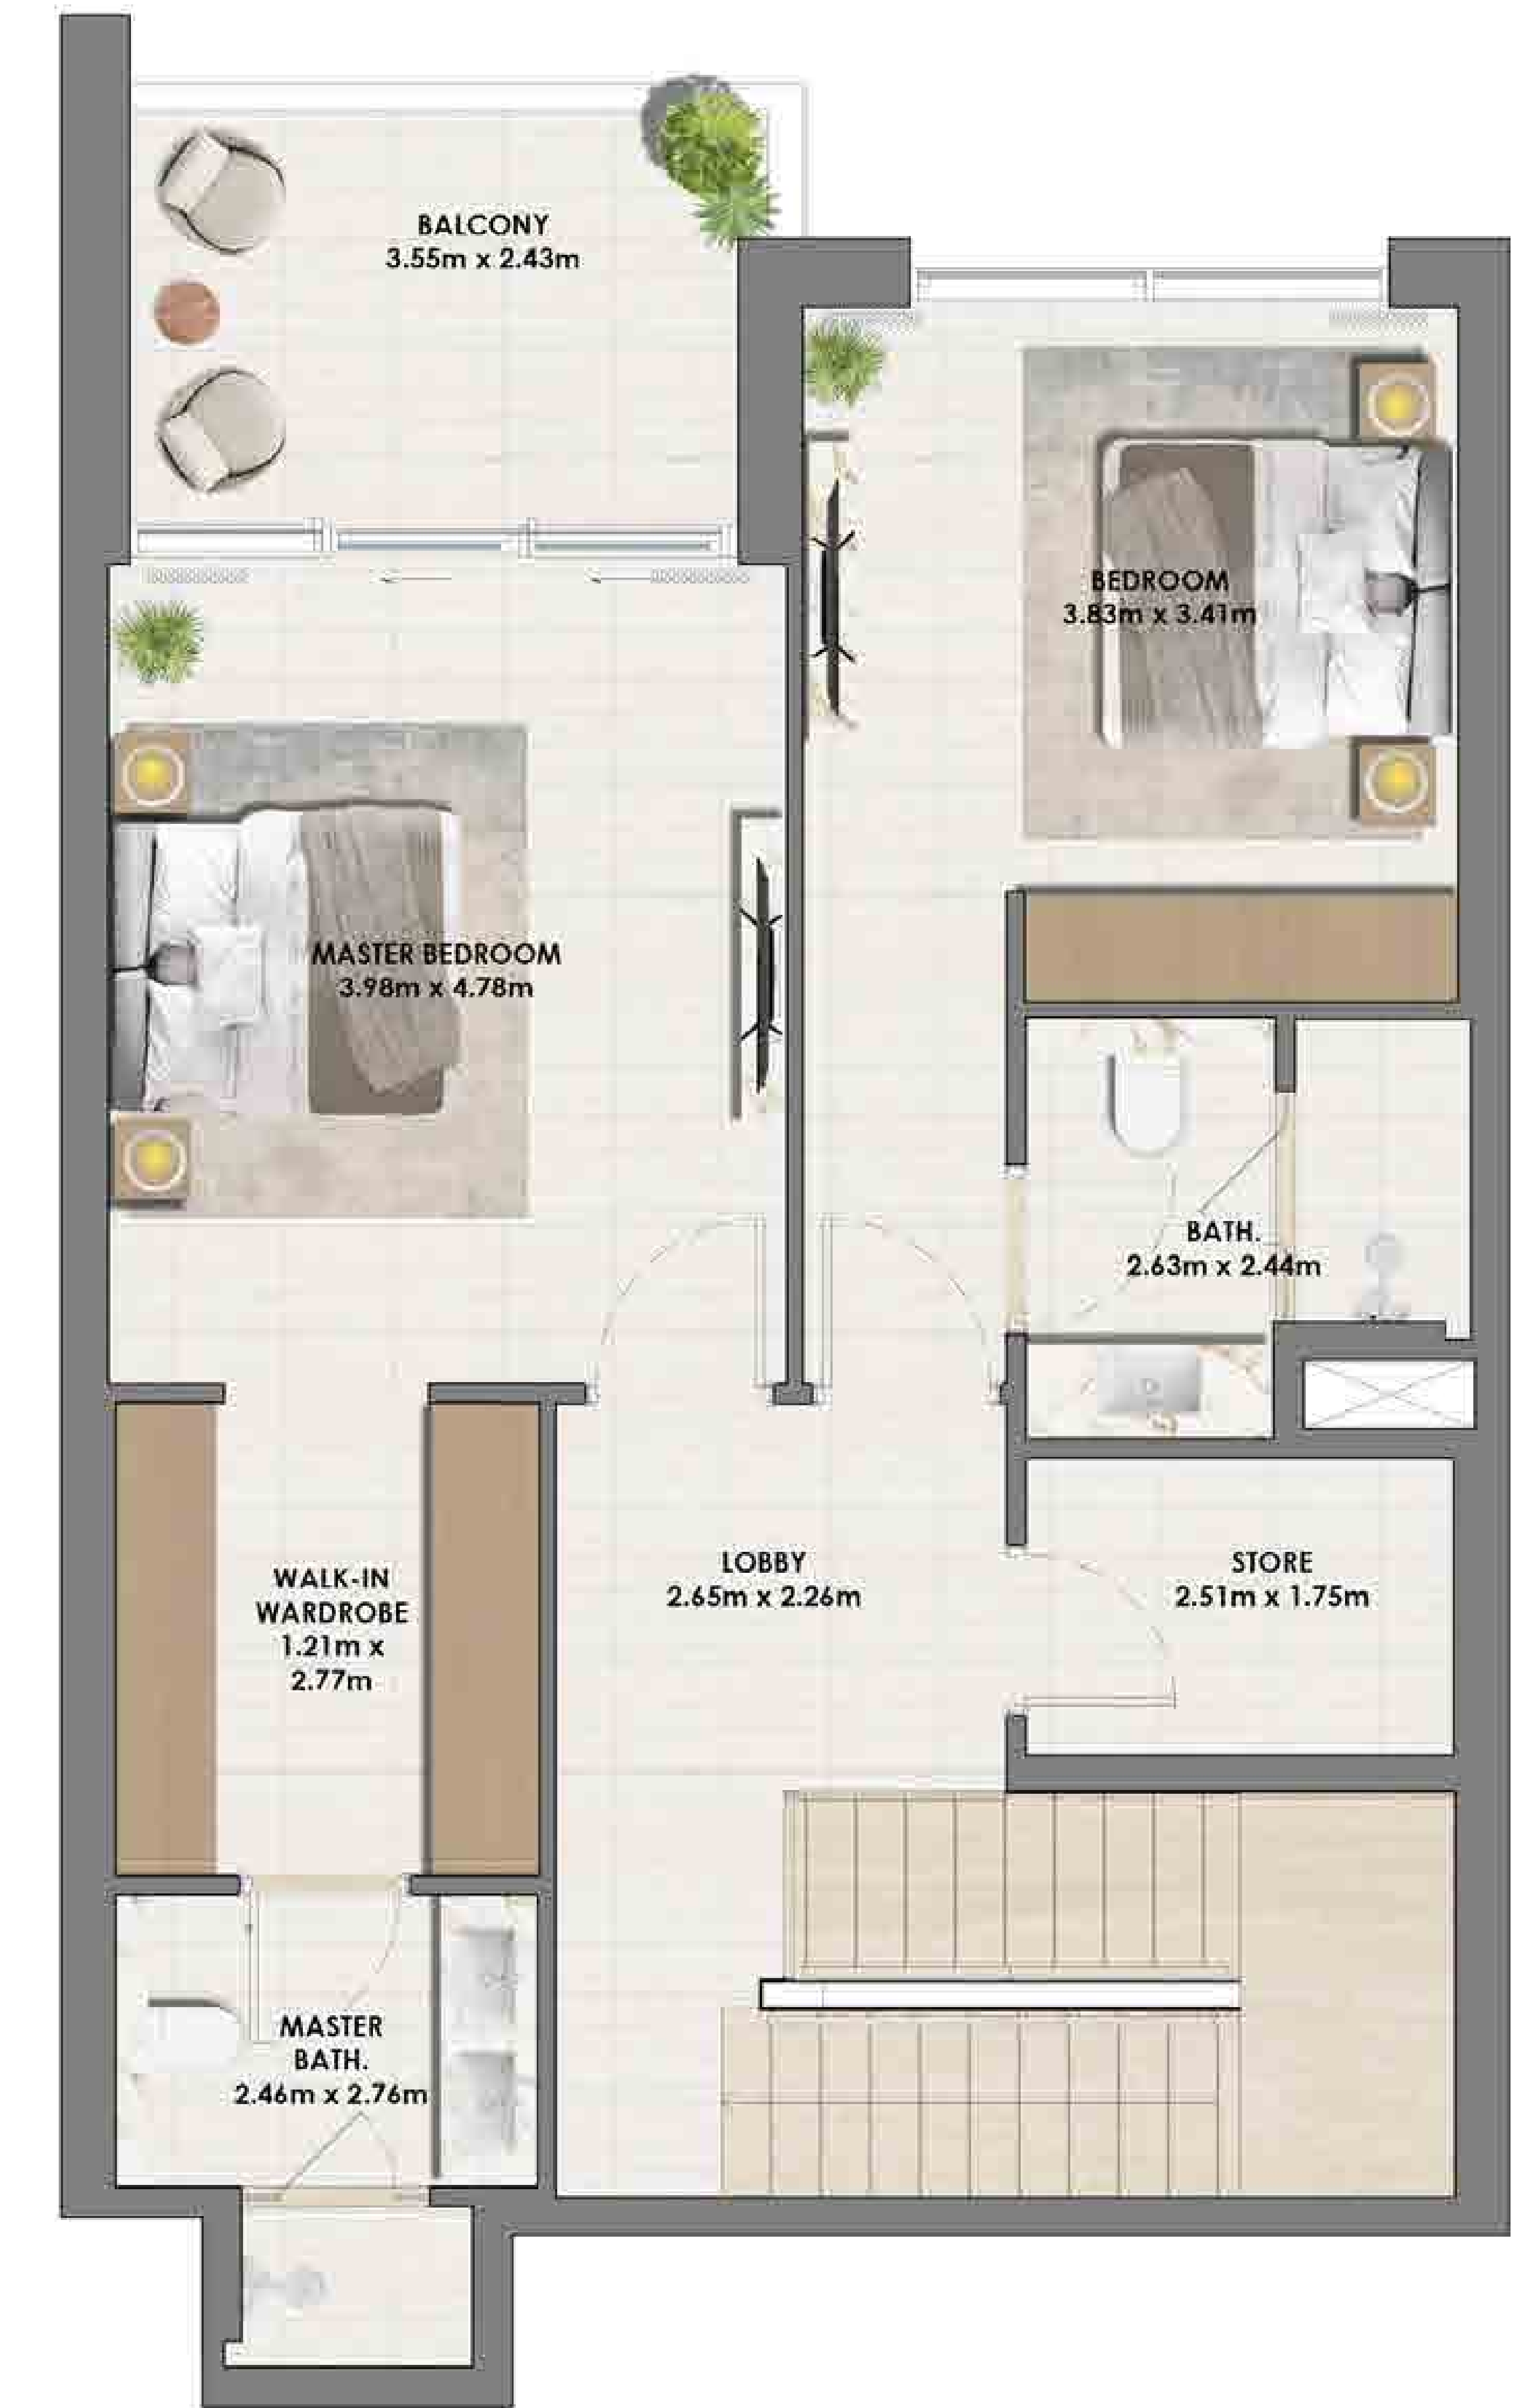 BALCONY
3.55m x 2.43m
BEDROOM
3.83m x 3.41m
MASTER BEDROOM
3.98m x 4.78m
BATH.
2.63m x 2.44m
WALK-IN
WARDROBE
1.21m x
2.77m
LOBBY
2.65m x 2.26m
STORE
2.51m x 1.75m
MASTER
BATH.
2.46m x 2.76m